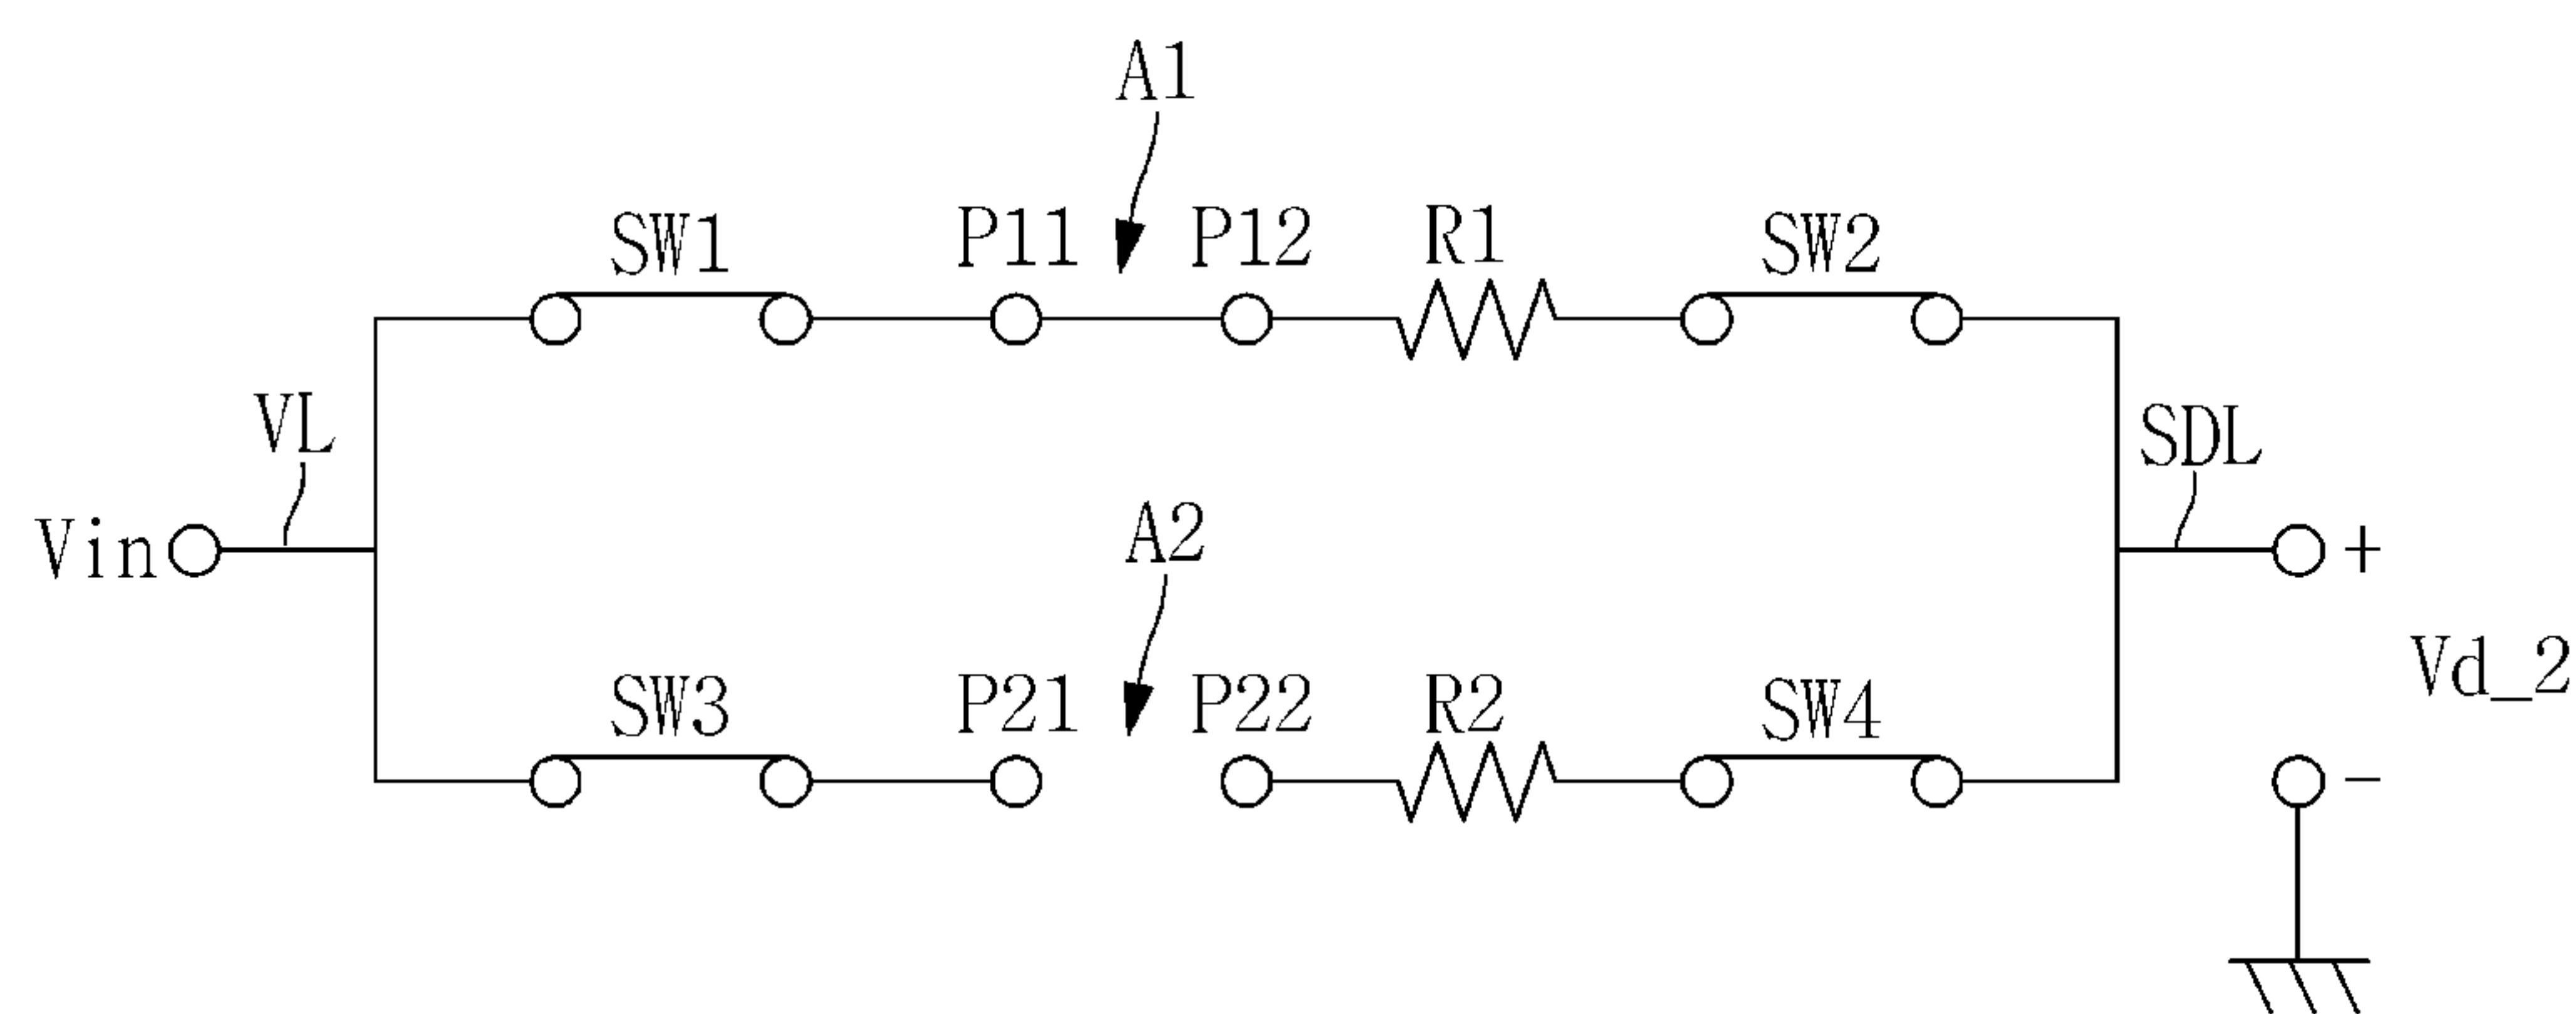 A1
SW1 P11 P12 R1 SW2
VL SDL
Vin A2 +
Vd_2
SW3 P21 P22 R2 SW4
-